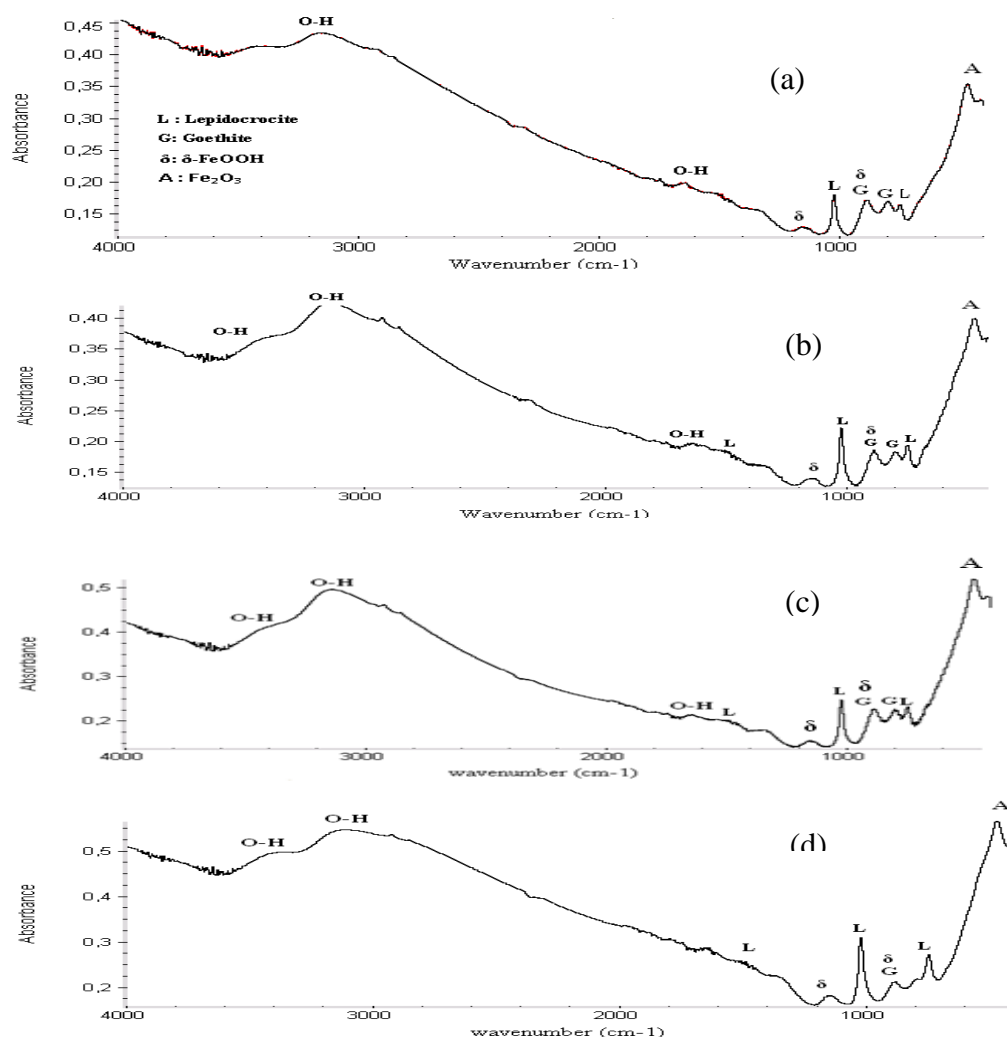 O-H
0,45
0,40
0,35
0,30
0,25
0,20
0,15
Absorbance
(a)
A
L : Lepidocrocite
G: Goethite
δ: δ-FeOOH
A : Fe₂O₃
O-H
δ
L
δ
G
G
L
4000
3000
2000
1000
Wavenumber (cm-1)
O-H
O-H
0,40
0,35
0,30
0,25
0,20
0,15
Absorbance
(b)
A
O-H
L
δ
L
δ
G
G
L
4000
3000
2000
1000
Wavenumber (cm-1)
O-H
O-H
0,5
0,4
0,3
0,2
Absorbance
(c)
A
O-H
L
δ
L
δ
G
G
L
4000
3000
2000
1000
wavenumber (cm-1)
O-H
O-H
0,5
0,4
0,3
0,2
Absorbance
(d)
A
L
δ
L
δ
G
L
4000
3000
2000
1000
wavenumber (cm-1)